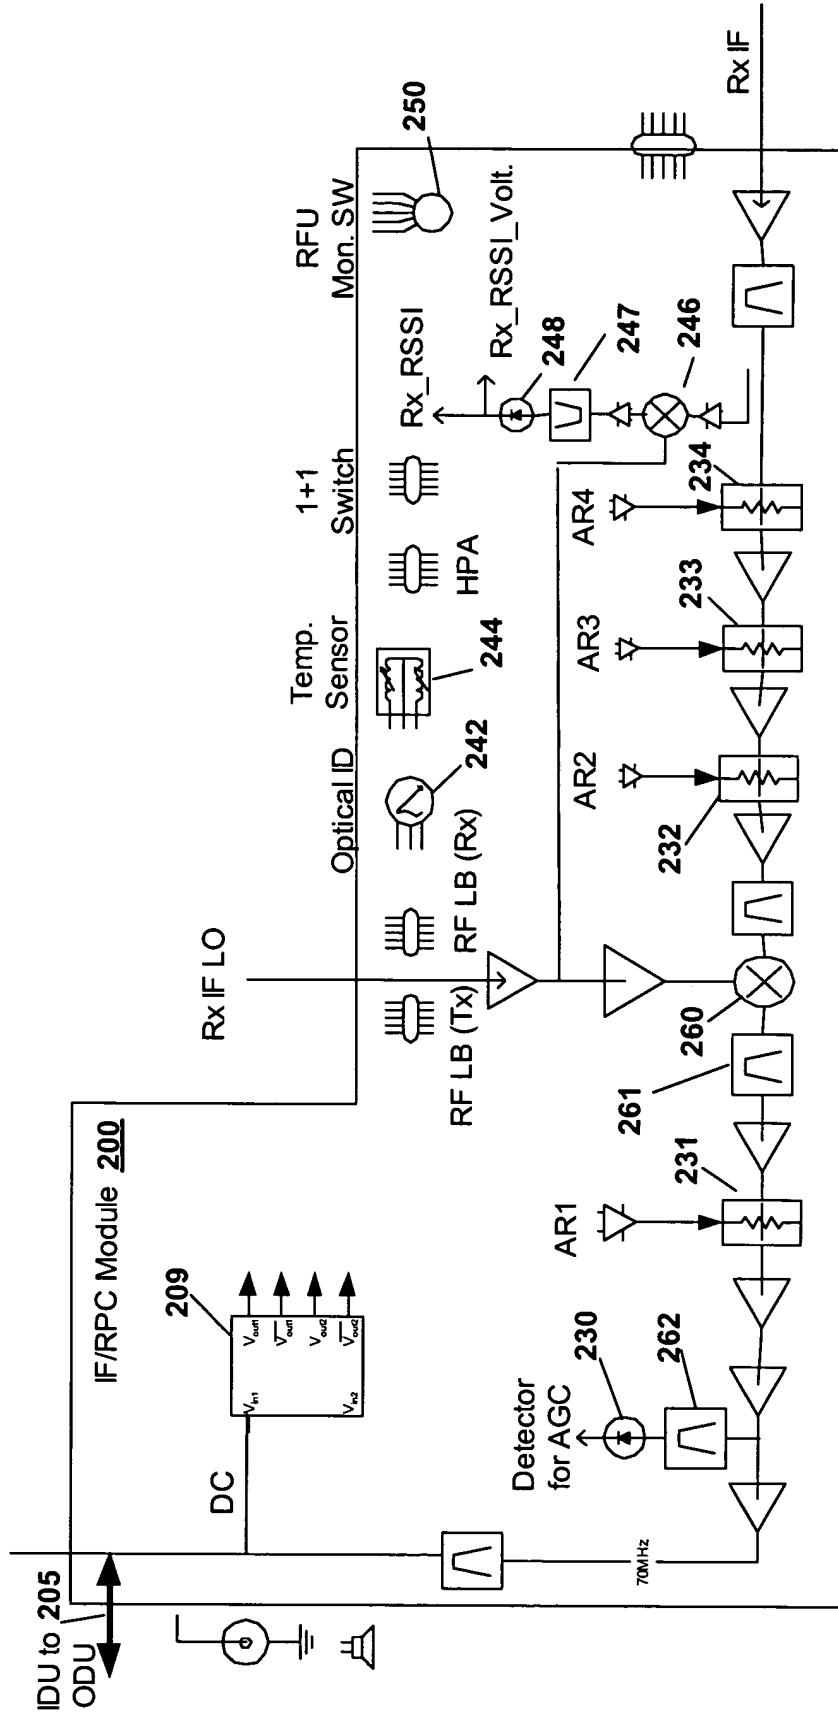 IDU to 205
ODU
IF/RPC Module 200
209
DC
Vin1
Vin2
Vout1
Vout1
Vout2
Vout2
Rx IF LO
Optical ID
Temp.
Sensor
1+1
Switch
RFU
Mon. SW
250
RF LB (Tx)
RF LB (Rx)
242
244
HPA
Rx_RSSI
Rx_RSSI_Volt.
248
247
246
Rx IF
Detector
for AGC
230
262
AR1
231
261
260
AR2
232
AR3
233
AR4
234
70MHz